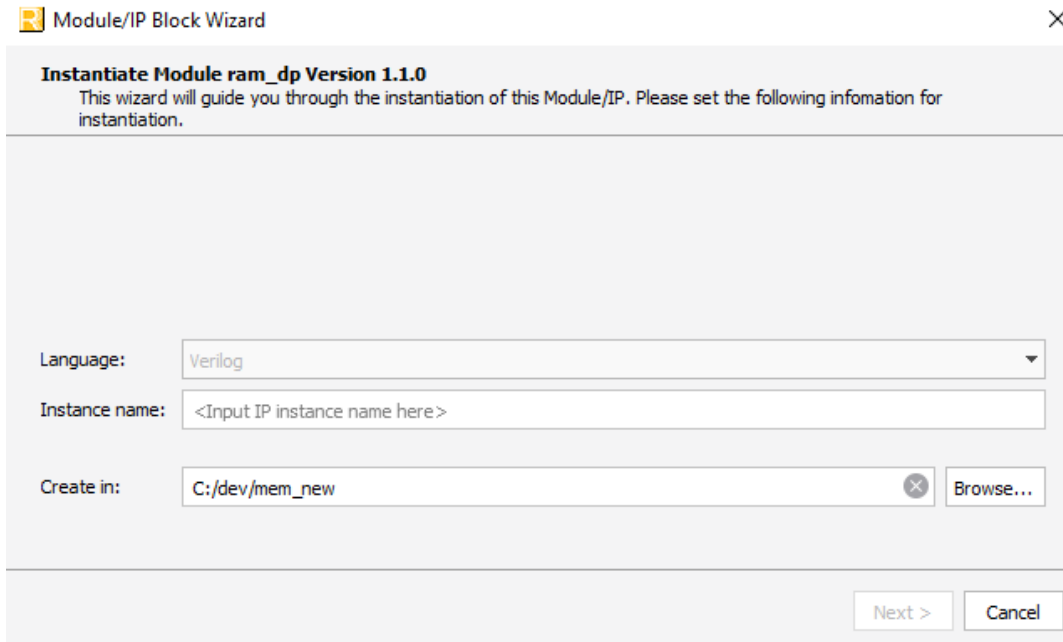 Module/IP Block Wizard
Instantiate Module ram_dp Version 1.1.0
This wizard will guide you through the instantiation of this Module/IP. Please set the following infomation for
instantiation.
Language: Verilog
Instance name: <Input IP instance name here>
Create in: C:/dev/mem_new Browse...
Next > Cancel